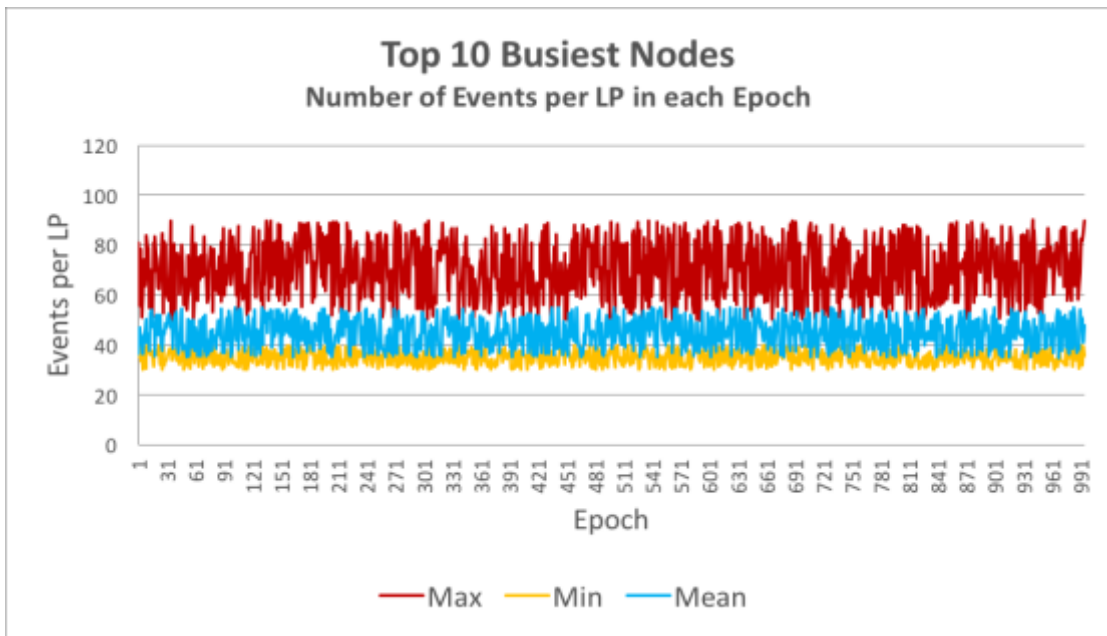 Top 10 Busiest Nodes
Number of Events per LP in each Epoch
Events per LP
120
100
80
60
40
20
0
1 31 61 91 121 151 181 211 241 271 301 331 361 391 421 451 481 511 541 571 601 631 661 691 721 751 781 811 841 871 901 931 961 991
Epoch
Max Min Mean